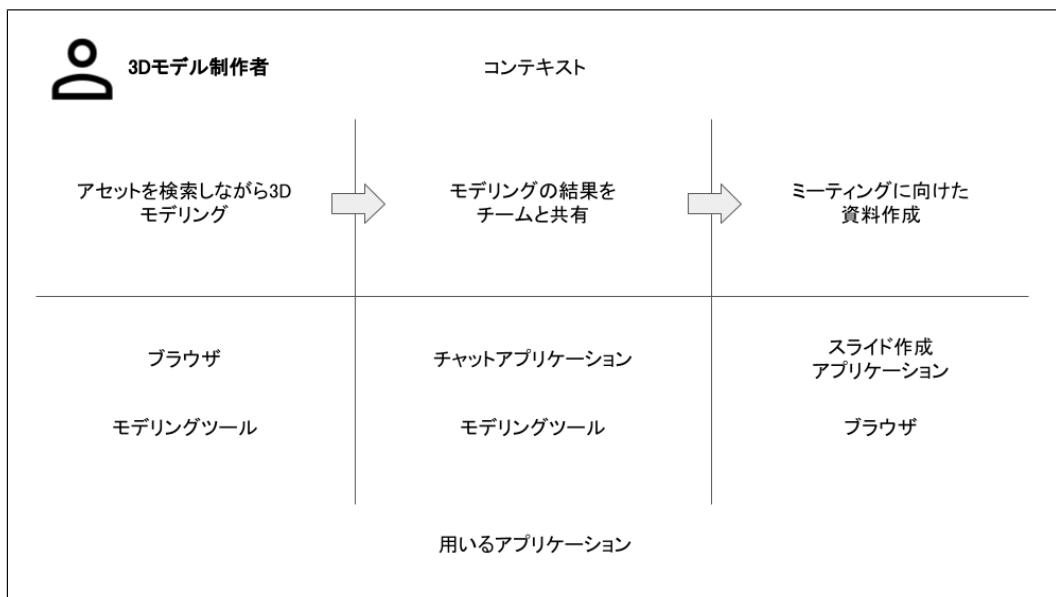 3Dモデル制作者
コンテキスト
アセットを検索しながら3D
モデリング
モデリングの結果を
チームと共有
ミーティングに向けた
資料作成
ブラウザ
モデリングツール
チャットアプリケーション
モデリングツール
スライド作成
アプリケーション
ブラウザ
用いるアプリケーション